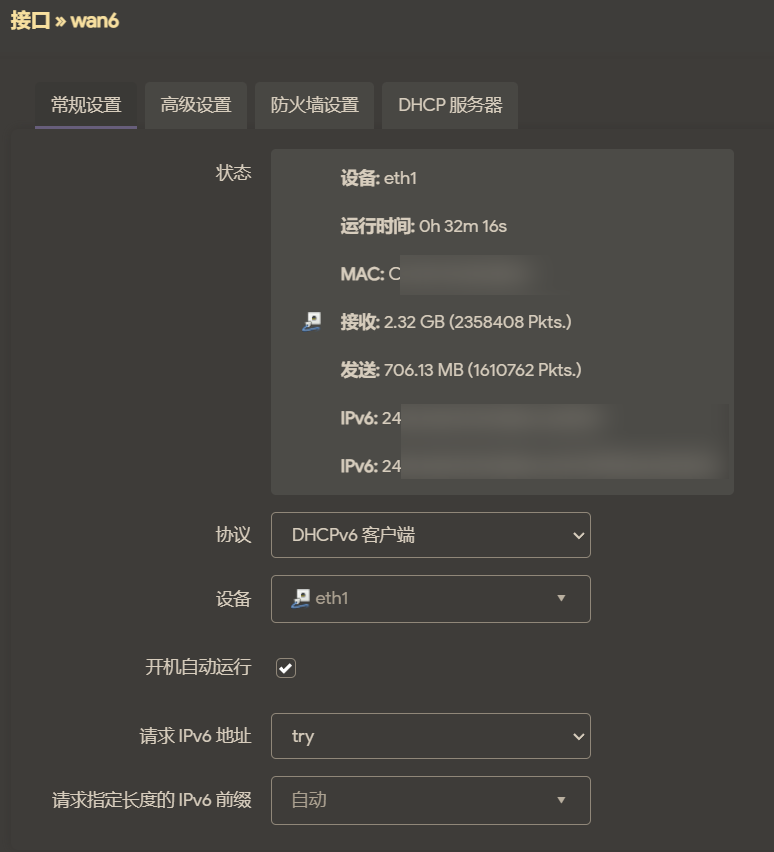 接口 » wan6
常规设置 高级设置 防火墙设置 DHCP 服务器
状态
设备: eth1
运行时间: 0h 32m 16s
MAC: C
接收: 2.32 GB (2358408 Pkts.)
发送: 706.13 MB (1610762 Pkts.)
IPv6: 24
IPv6: 24
协议 DHCPv6 客户端
设备 eth1
开机自动运行
请求 IPv6 地址 try
请求指定长度的 IPv6 前缀 自动